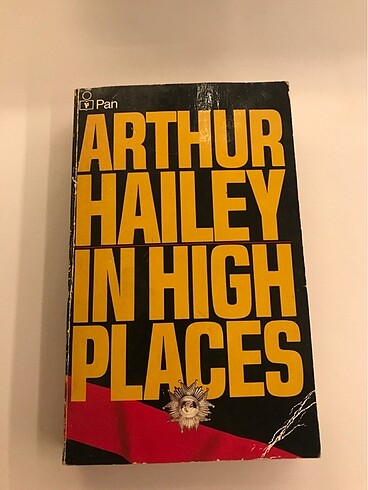 Pan
ARTHUR
HAILEY
IN HIGH
PLACES